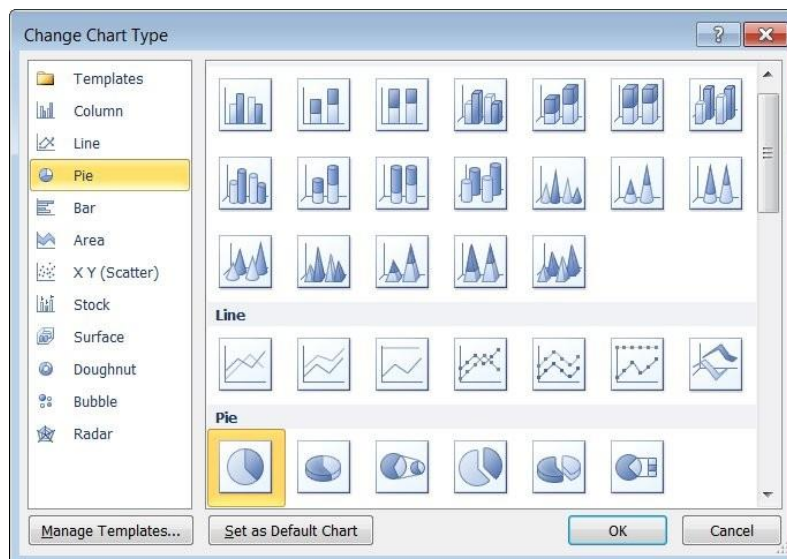 Change Chart Type
Templates
Column
Line
Pie
Bar
Area
X Y (Scatter)
Stock
Surface
Doughnut
Bubble
Radar
Line
Pie
Manage Templates...
Set as Default Chart
OK
Cancel